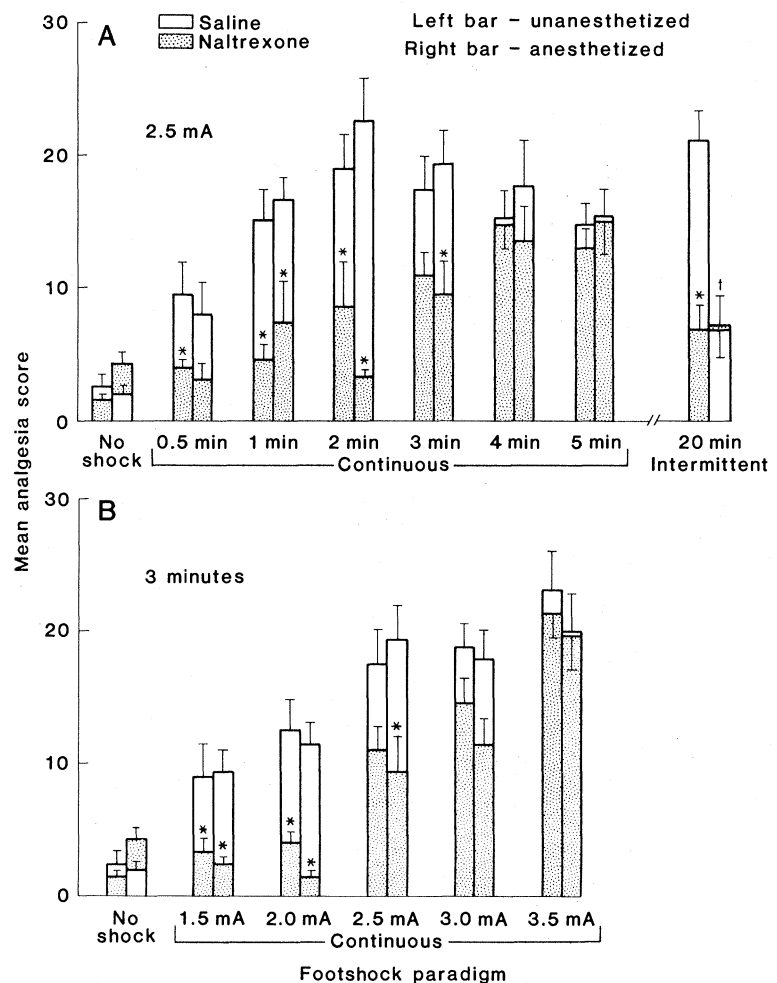 30
A
Saline
Naltrexone
Left bar – unanesthetized
Right bar – anesthetized
2.5 mA
20
10
0
*
*
*
*
*
*
*
†
No shock
0.5 min
1 min
2 min
3 min
4 min
5 min
20 min
Continuous
Intermittent
Mean analgesia score
30
B
3 minutes
20
10
0
*
*
*
*
*
No shock
1.5 mA
2.0 mA
2.5 mA
3.0 mA
3.5 mA
Continuous
Footshock paradigm